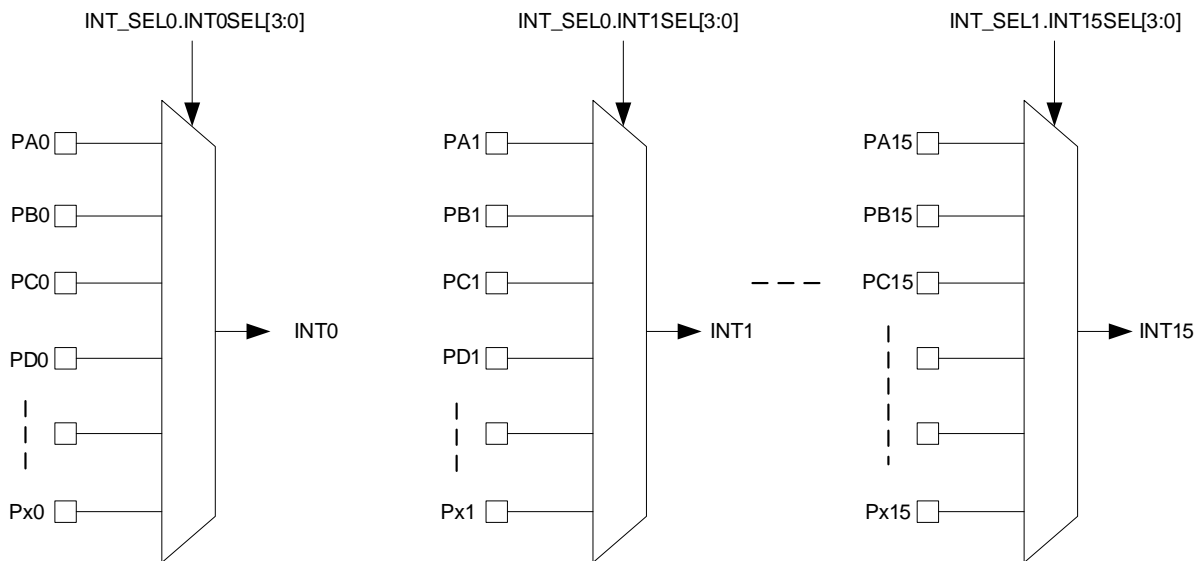 INT_SEL0.INT0SEL[3:0]
INT_SEL0.INT1SEL[3:0]
INT_SEL1.INT15SEL[3:0]
PA0
PA1
PA15
PB0
PB1
PB15
PC0
PC1
PC15
INT0
INT1
INT15
PD0
PD1
Px0
Px1
Px15